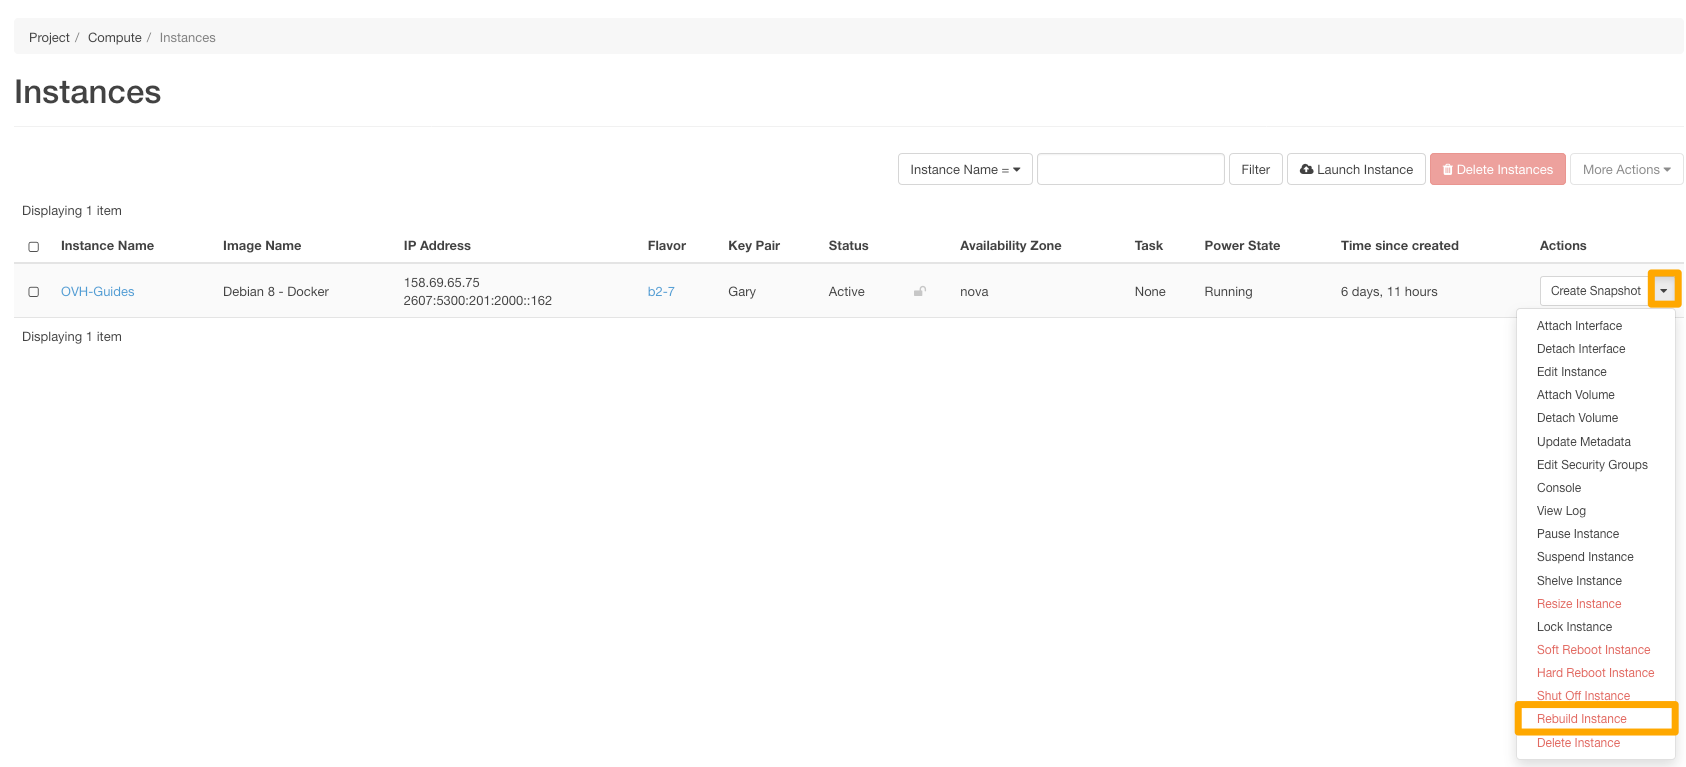 Project / Compute / Instances
Instances
Instance Name = Filter Launch Instance Delete Instances More Actions
Displaying 1 item
Instance Name Image Name IP Address Flavor Key Pair Status Availability Zone Task Power State Time since created Actions
158.69.65.75
OVH-Guides Debian 8 - Docker 2607:5300:201:2000::162 b2-7 Gary Active nova None Running 6 days, 11 hours Create Snapshot
Displaying 1 item
Attach Interface
Detach Interface
Edit Instance
Attach Volume
Detach Volume
Update Metadata
Edit Security Groups
Console
View Log
Pause Instance
Suspend Instance
Shelve Instance
Resize Instance
Lock Instance
Soft Reboot Instance
Hard Reboot Instance
Shut Off Instance
Rebuild Instance
Delete Instance